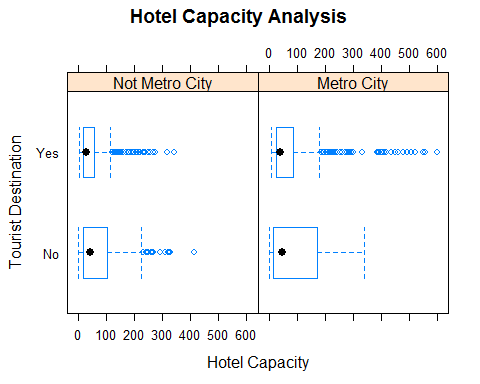 Hotel Capacity Analysis
0 100 200 300 400 500 600
Not Metro City
Metro City
Tourist Destination
Yes
No
0 100 200 300 400 500 600
Hotel Capacity